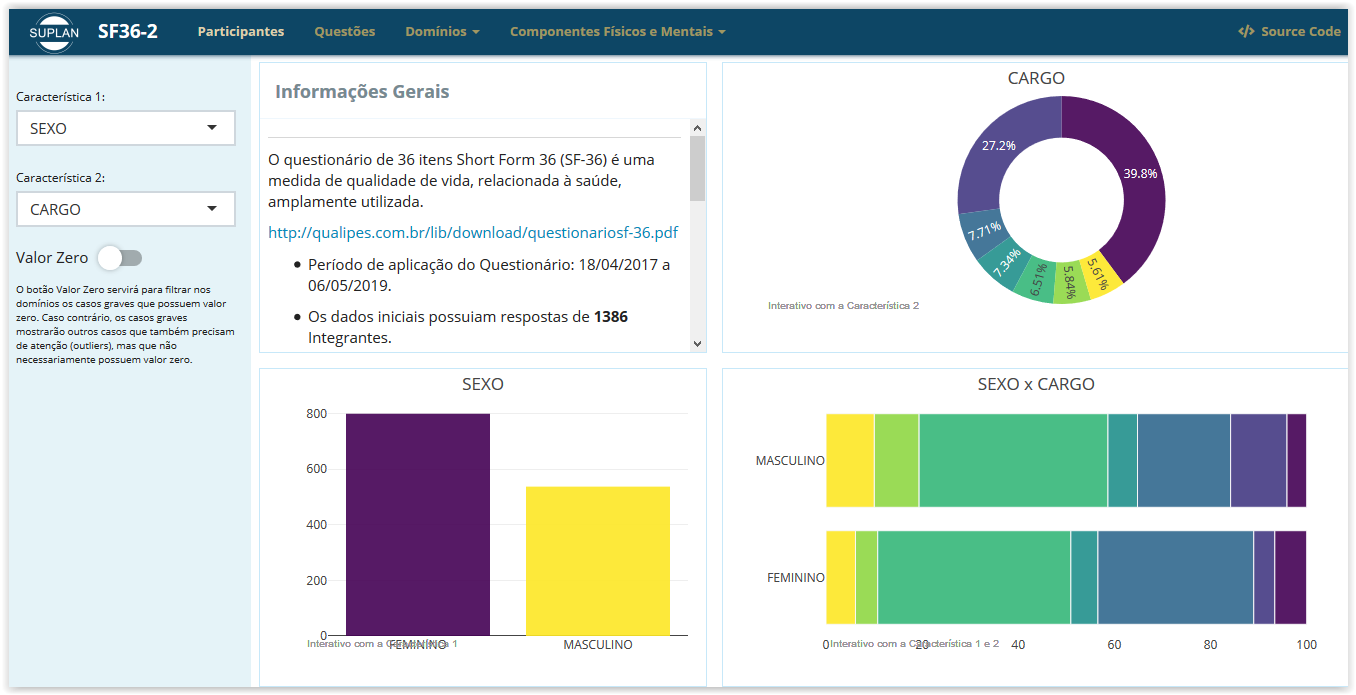 SUPLAN
SF36-2
Participantes
Questões
Domínios
Componentes Físicos e Mentais
</> Source Code
Característica 1:
SEXO
Característica 2:
CARGO
Valor Zero
O botão Valor Zero servirá para filtrar nos
domínios os casos graves que possuem valor
zero. Caso contrário, os casos graves
mostrarão outros casos que também precisam
de atenção (outliers), mas que não
necessariamente possuem valor zero.
Informações Gerais
O questionário de 36 itens Short Form 36 (SF-36) é uma
medida de qualidade de vida, relacionada à saúde,
amplamente utilizada.
http://qualipes.com.br/lib/download/questionariosf-36.pdf
• Período de aplicação do Questionário: 18/04/2017 a
06/05/2019.
• Os dados iniciais possuiam respostas de 1386
Integrantes.
CARGO
27.2%
39.8%
7.71%
7.34%
6.51%
5.84%
5.61%
Interativo com a Característica 2
SEXO
800
600
400
200
0
Interativo com a Característica 1
FEMININO
MASCULINO
SEXO x CARGO
MASCULINO
FEMININO
0
20
40
60
80
100
Interativo com a Característica 1 e 2